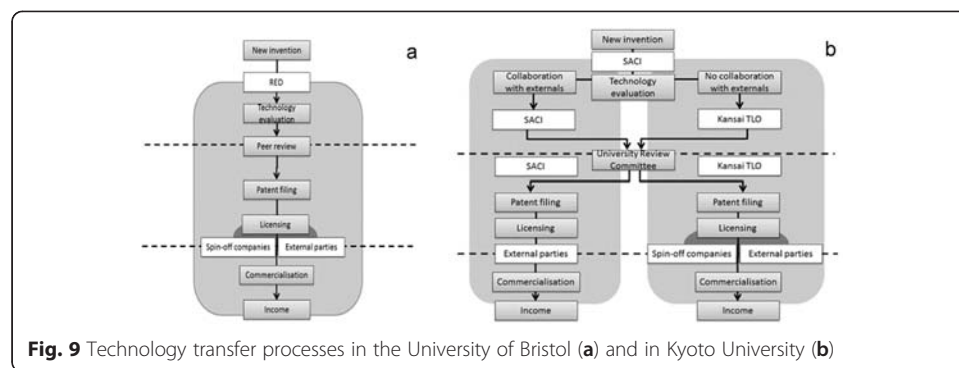 a
New invention
RED
Technology
evaluation
Peer review
Patent filing
Licensing
Spin-off companies
External parties
Commercialisation
Income
b
New invention
SACI
Collaboration
with externals
Technology
evaluation
No collaboration
with externals
SACI
Kansai TLO
University Review
Committee
SACI
Kansai TLO
Patent filing
Patent filing
Licensing
Licensing
External parties
Spin-off companies
External parties
Commercialisation
Commercialisation
Income
Income
Fig. 9 Technology transfer processes in the University of Bristol (a) and in Kyoto University (b)